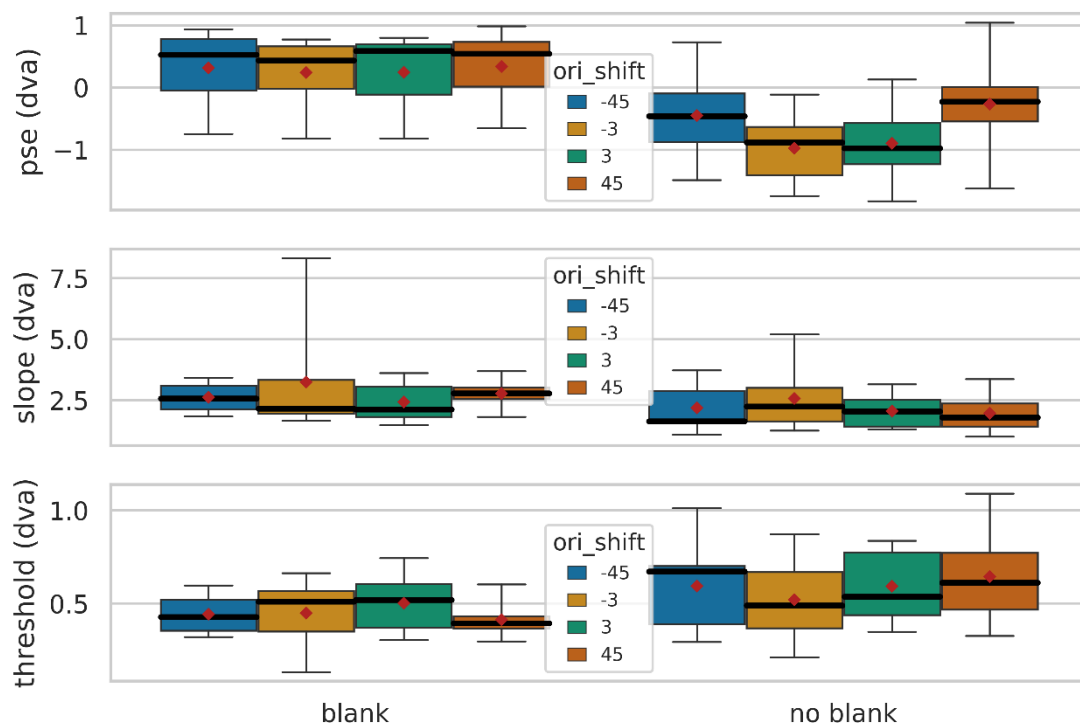 pse (dva)
1
0
−1
ori_shift
-45
-3
3
45
slope (dva)
7.5
5.0
2.5
ori_shift
-45
-3
3
45
threshold (dva)
1.0
0.5
ori_shift
-45
-3
3
45
blank
no blank